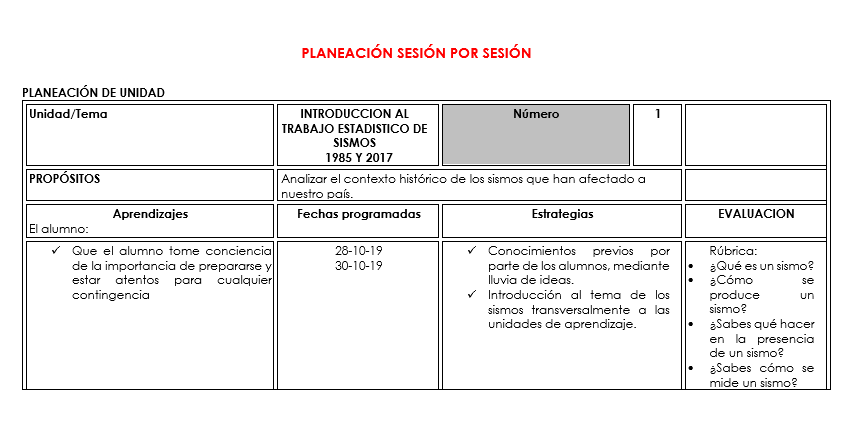 PLANEACIÓN SESIÓN POR SESIÓN
PLANEACIÓN DE UNIDAD
Unidad/Tema
INTRODUCCION AL
TRABAJO ESTADISTICO DE
SISMOS
1985 Y 2017
Número
1
PROPÓSITOS
Analizar el contexto histórico de los sismos que han afectado a
nuestro país.
Aprendizajes
El alumno:
Fechas programadas
Estrategias
EVALUACION
✓ Que el alumno tome conciencia
de la importancia de prepararse y
estar atentos para cualquier
contingencia
28-10-19
30-10-19
✓ Conocimientos previos por
parte de los alumnos, mediante
lluvia de ideas.
✓ Introducción al tema de los
sismos transversalmente a las
unidades de aprendizaje.
Rúbrica:
• ¿Qué es un sismo?
• ¿Cómo se
produce un
sismo?
• ¿Sabes qué hacer
en la presencia
de un sismo?
• ¿Sabes cómo se
mide un sismo?